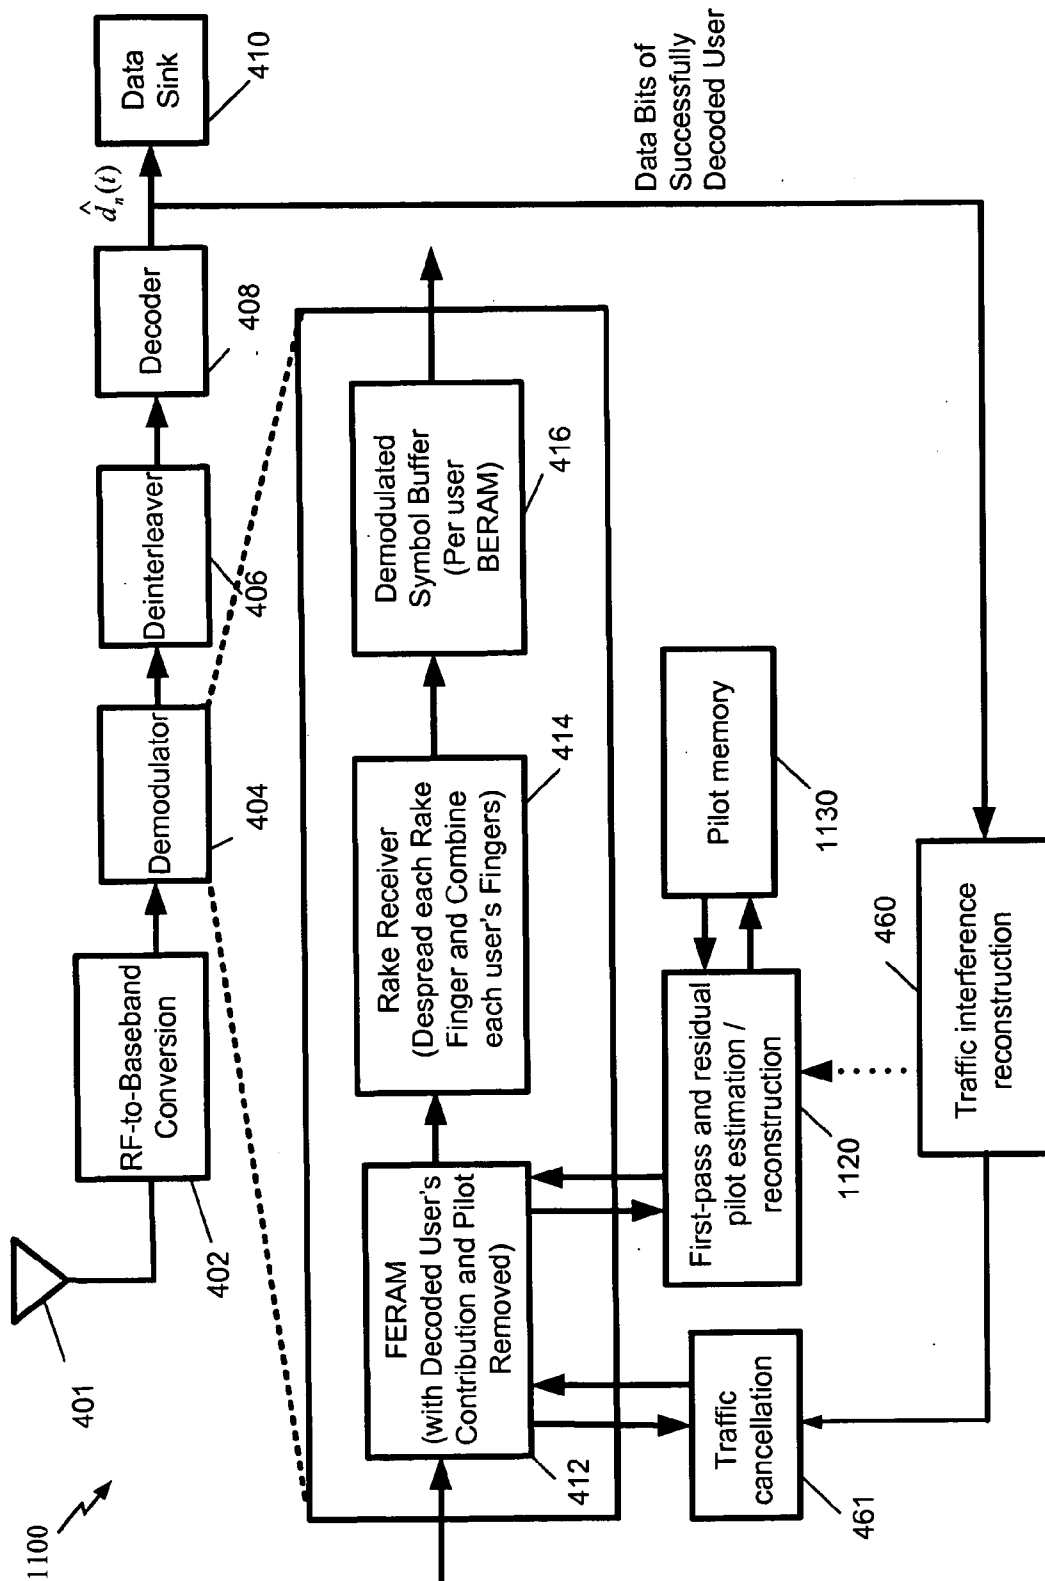 1100
401
RF-to-Baseband
Conversion
402
Demodulator
404
Deinterleaver
406
Decoder
408
\hat{d}_n(t)
Data
Sink
410
FERAM
(with Decoded User's
Contribution and Pilot
Removed)
412
Rake Receiver
(Despread each Rake
Finger and Combine
each user's Fingers)
414
Demodulated
Symbol Buffer
(Per user
BERAM)
416
Data Bits of
Successfully
Decoded User
Traffic
cancellation
461
First-pass and residual
pilot estimation /
reconstruction
1120
Pilot memory
1130
Traffic interference
reconstruction
460